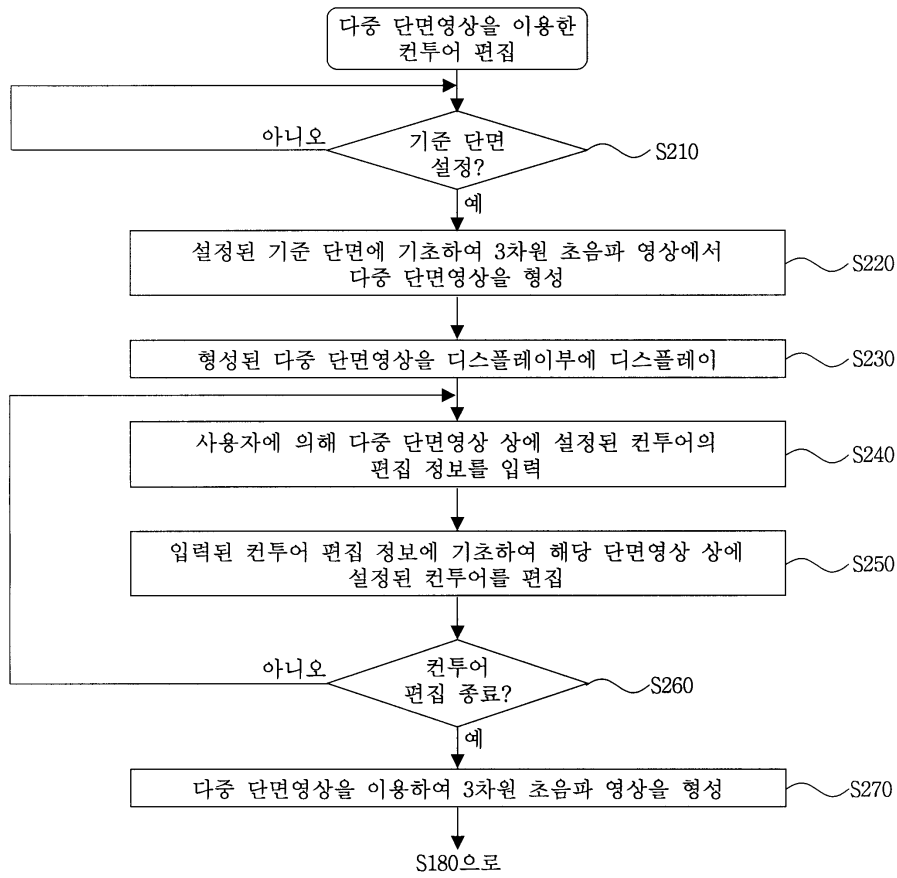 다중 단면영상을 이용한
컨투어 편집
아니오
기준 단면
설정?
S210
예
설정된 기준 단면에 기초하여 3차원 초음파 영상에서
다중 단면영상을 형성
S220
형성된 다중 단면영상을 디스플레이부에 디스플레이
S230
사용자에 의해 다중 단면영상 상에 설정된 컨투어의
편집 정보를 입력
S240
입력된 컨투어 편집 정보에 기초하여 해당 단면영상 상에
설정된 컨투어를 편집
S250
아니오
컨투어
편집 종료?
S260
예
다중 단면영상을 이용하여 3차원 초음파 영상을 형성
S270
S180으로